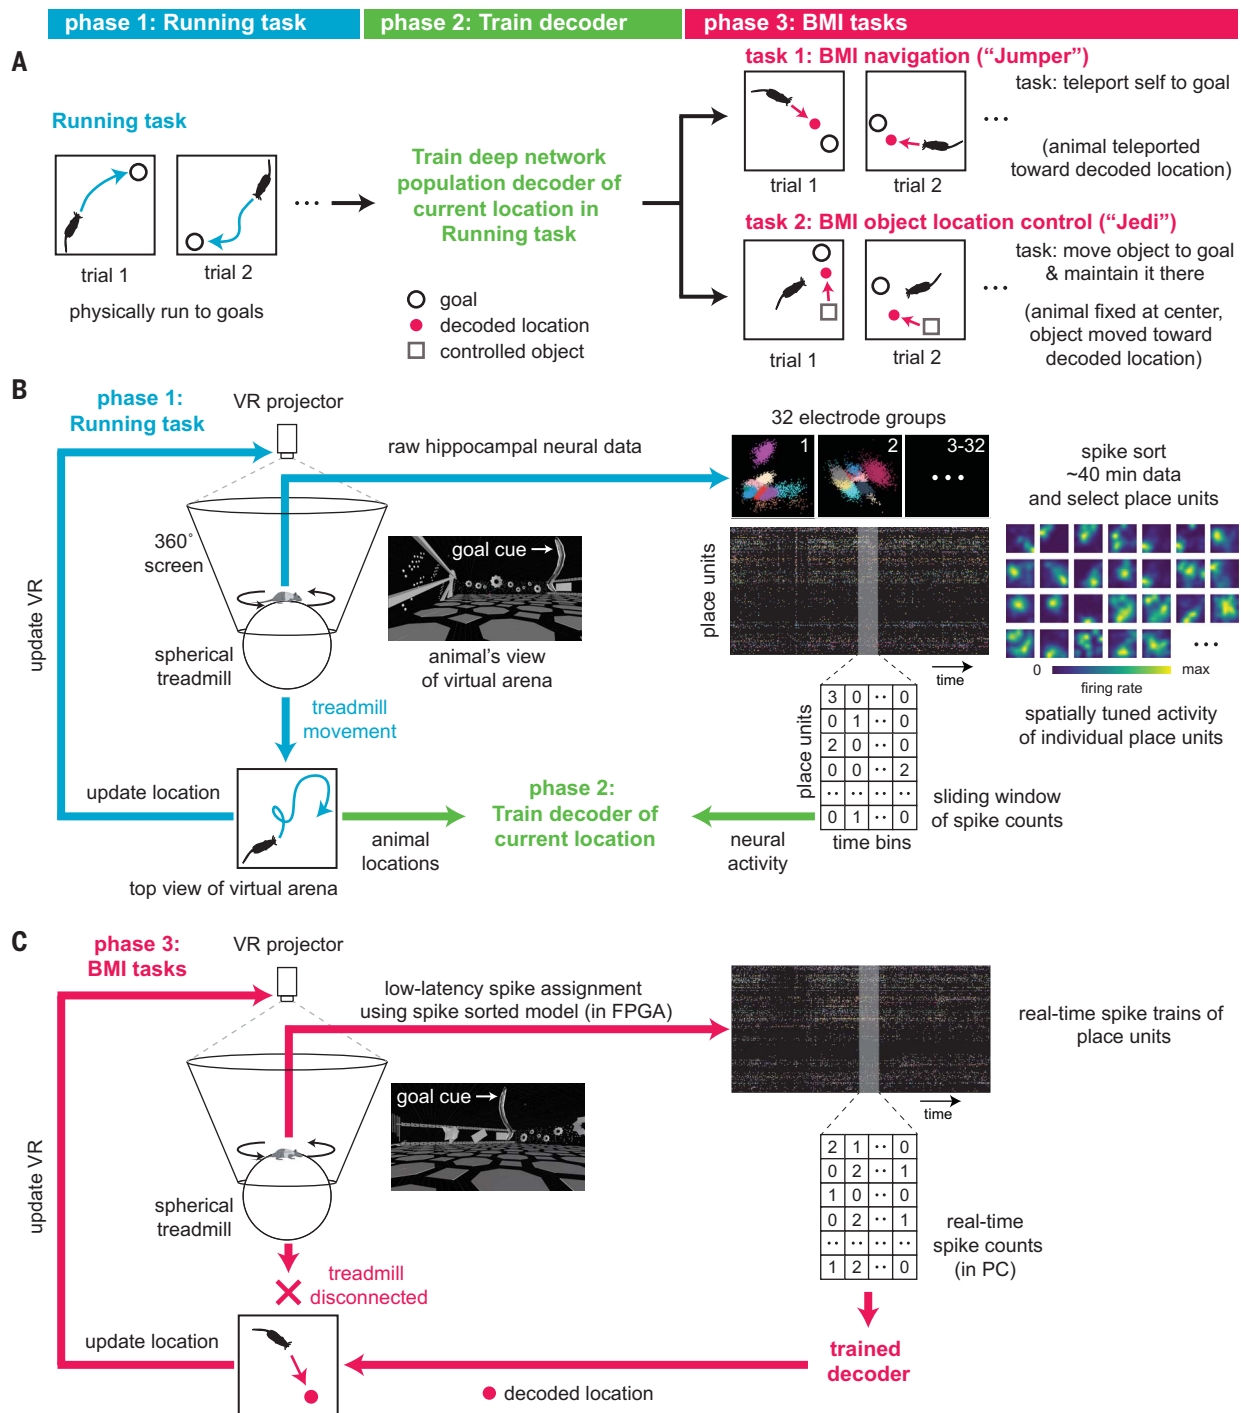 phase 1: Running task
phase 2: Train decoder
phase 3: BMI tasks
A
Running task
trial 1
trial 2
physically run to goals
...
Train deep network
population decoder of
current location in
Running task
goal
decoded location
controlled object
task 1: BMI navigation (“Jumper”)
trial 1
trial 2
...
task: teleport self to goal
(animal teleported
toward decoded location)
task 2: BMI object location control (“Jedi”)
trial 1
trial 2
...
task: move object to goal
& maintain it there
(animal fixed at center,
object moved toward
decoded location)
B
phase 1:
Running task
VR projector
raw hippocampal neural data
360˚
screen
goal cue
animal’s view
of virtual arena
spherical
treadmill
treadmill
movement
update VR
update location
top view of virtual arena
animal
locations
phase 2:
Train decoder of
current location
neural
activity
32 electrode groups
1
2
3-32
...
spike sort
~40 min data
and select place units
place units
time
0
max
firing rate
...
spatially tuned activity
of individual place units
place units
3 0 ·· 0
0 1 ·· 0
2 0 ·· 0
0 0 ·· 2
·· ·· ·· ··
0 1 ·· 0
time bins
sliding window
of spike counts
C
phase 3:
BMI tasks
VR projector
low-latency spike assignment
using spike sorted model (in FPGA)
goal cue
spherical
treadmill
treadmill
disconnected
update VR
update location
real-time spike trains of
place units
time
2 1 ·· 0
0 2 ·· 1
1 0 ·· 0
0 2 ·· 1
·· ·· ·· ··
1 2 ·· 0
real-time
spike counts
(in PC)
trained
decoder
decoded location